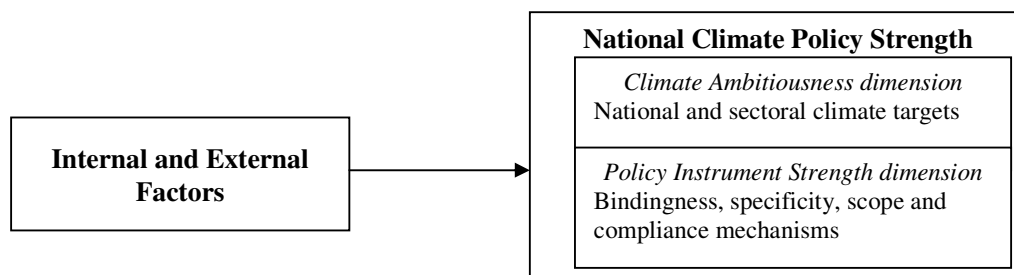 National Climate Policy Strength
Climate Ambitiousness dimension
National and sectoral climate targets
Internal and External
Factors
Policy Instrument Strength dimension
Bindingness, specificity, scope and
compliance mechanisms